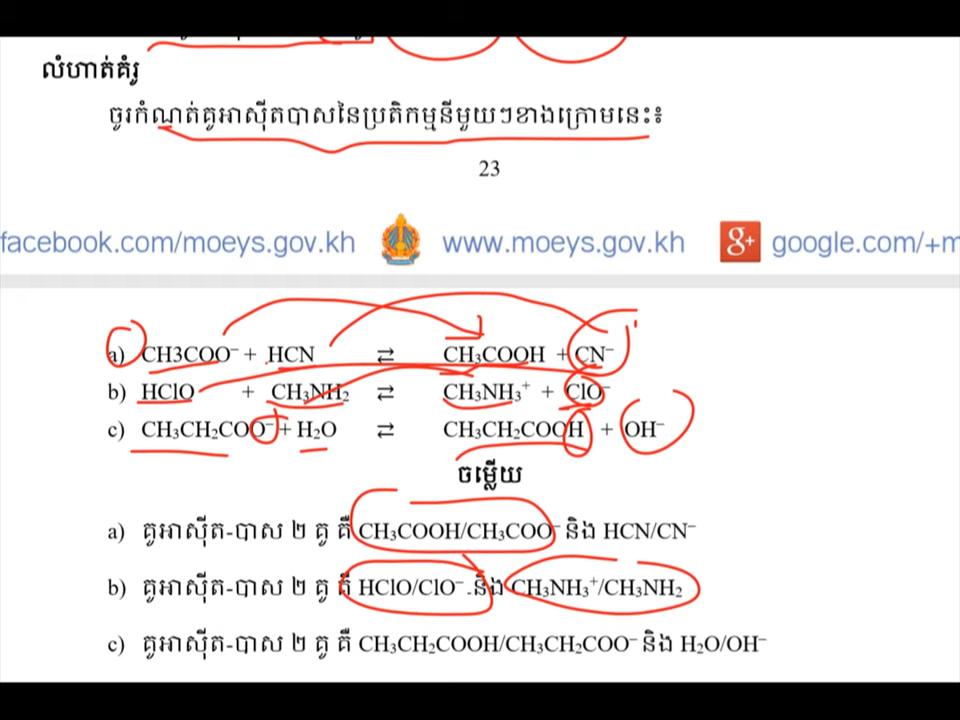 លំហាត់គំរូ
ចូរកំណត់គូអាស៊ីតបាសនៃប្រតិកម្មនីមួយៗខាងក្រោមនេះ៖
23
facebook.com/moeys.gov.kh www.moeys.gov.kh google.com/+m
a) CH3COO⁻ + HCN ⇄ CH₃COOH + CN⁻
b) HClO + CH₃NH₂ ⇄ CH₃NH₃⁺ + ClO⁻
c) CH₃CH₂COO⁻ + H₂O ⇄ CH₃CH₂COOH + OH⁻
ចម្លើយ
a) គូអាស៊ីត-បាស ២ គូ គឺ CH₃COOH/CH₃COO⁻ និង HCN/CN⁻
b) គូអាស៊ីត-បាស ២ គូ គឺ HClO/ClO⁻ និង CH₃NH₃⁺/CH₃NH₂
c) គូអាស៊ីត-បាស ២ គូ គឺ CH₃CH₂COOH/CH₃CH₂COO⁻ និង H₂O/OH⁻